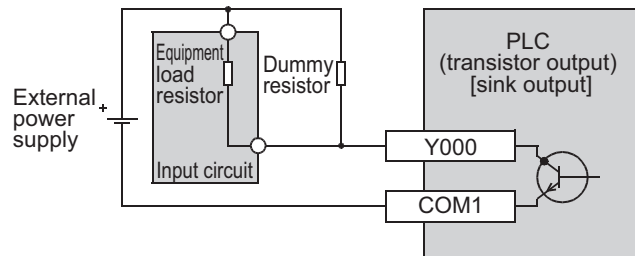 PLC
(transistor output)
[sink output]
Equipment
load
resistor
Dummy
resistor
External
power
supply
+
Input circuit
Y000
COM1